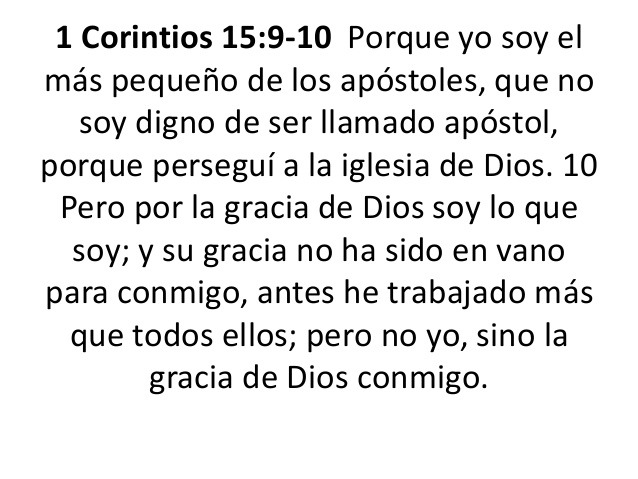 1 Corintios 15:9-10  Porque yo soy el
más pequeño de los apóstoles, que no
soy digno de ser llamado apóstol,
porque perseguí a la iglesia de Dios. 10
Pero por la gracia de Dios soy lo que
soy; y su gracia no ha sido en vano
para conmigo, antes he trabajado más
que todos ellos; pero no yo, sino la
gracia de Dios conmigo.